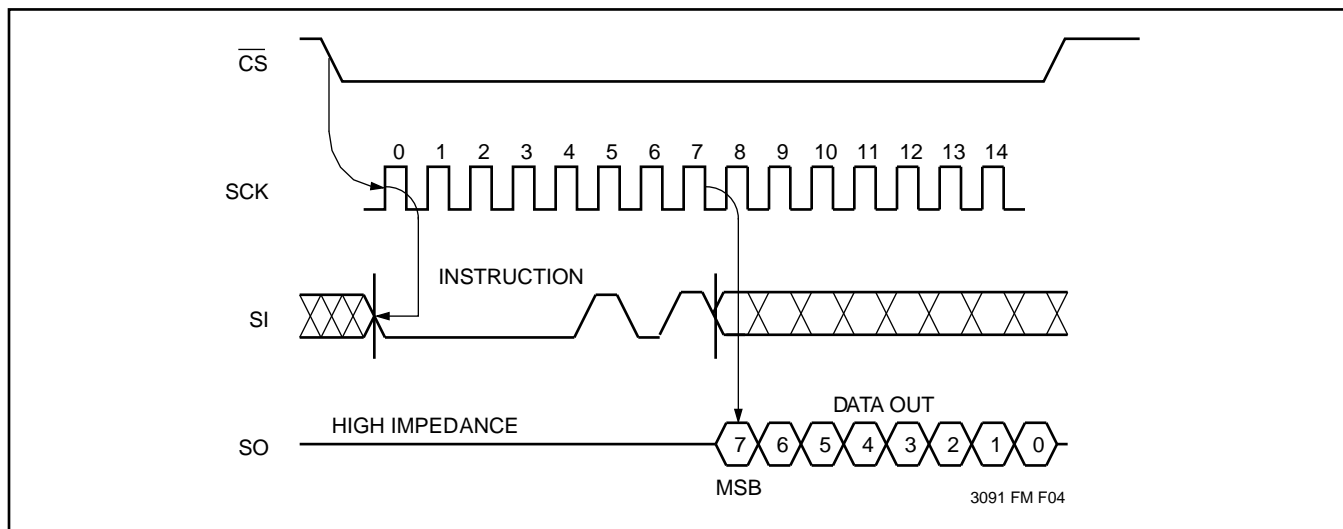 CS
0 1 2 3 4 5 6 7 8 9 10 11 12 13 14
SCK
INSTRUCTION
SI
DATA OUT
HIGH IMPEDANCE
SO
7 6 5 4 3 2 1 0
MSB
3091 FM F04